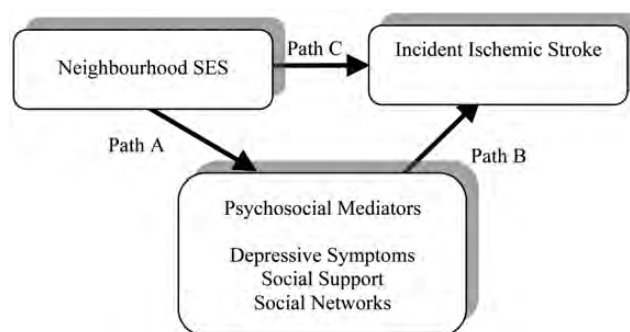 Neighbourhood SES
Path C
Incident Ischemic Stroke
Path A
Path B
Psychosocial Mediators
Depressive Symptoms
Social Support
Social Networks